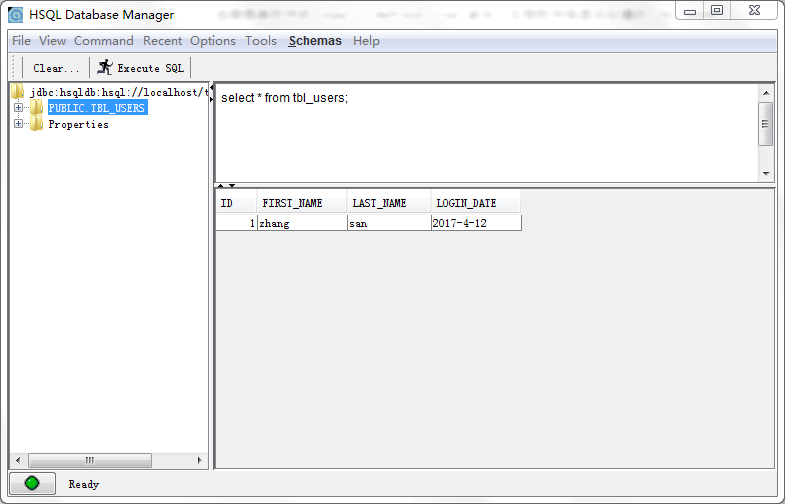 HSQL Database Manager
File View Command Recent Options Tools Schemas Help
Clear... Execute SQL
jdbc:hsqldb:hsql://localhost/t
PUBLIC.TBL_USERS
Properties
select * from tbl_users;
ID FIRST_NAME LAST_NAME LOGIN_DATE
1 zhang san 2017-4-12
Ready